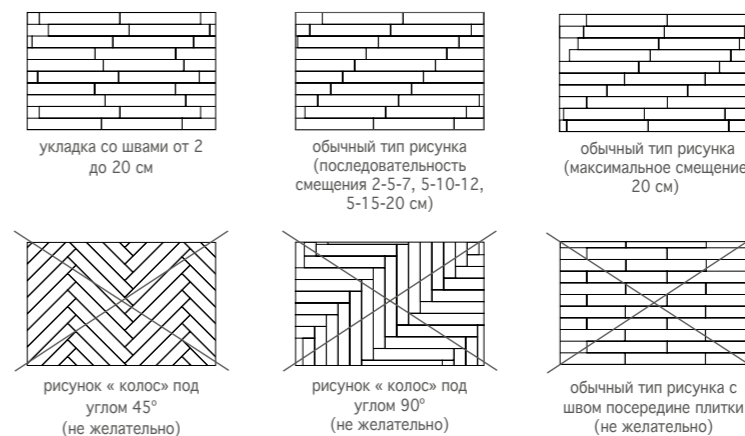 укладка со швами от 2
до 20 см
обычный тип рисунка
(последовательность
смещения 2-5-7, 5-10-12,
5-15-20 см)
обычный тип рисунка
(максимальное смещение
20 см)
рисунок « колос» под
углом 45º
(не желательно)
рисунок « колос» под
углом 90º
(не желательно)
обычный тип рисунка с
швом посередине плитки
(не желательно)